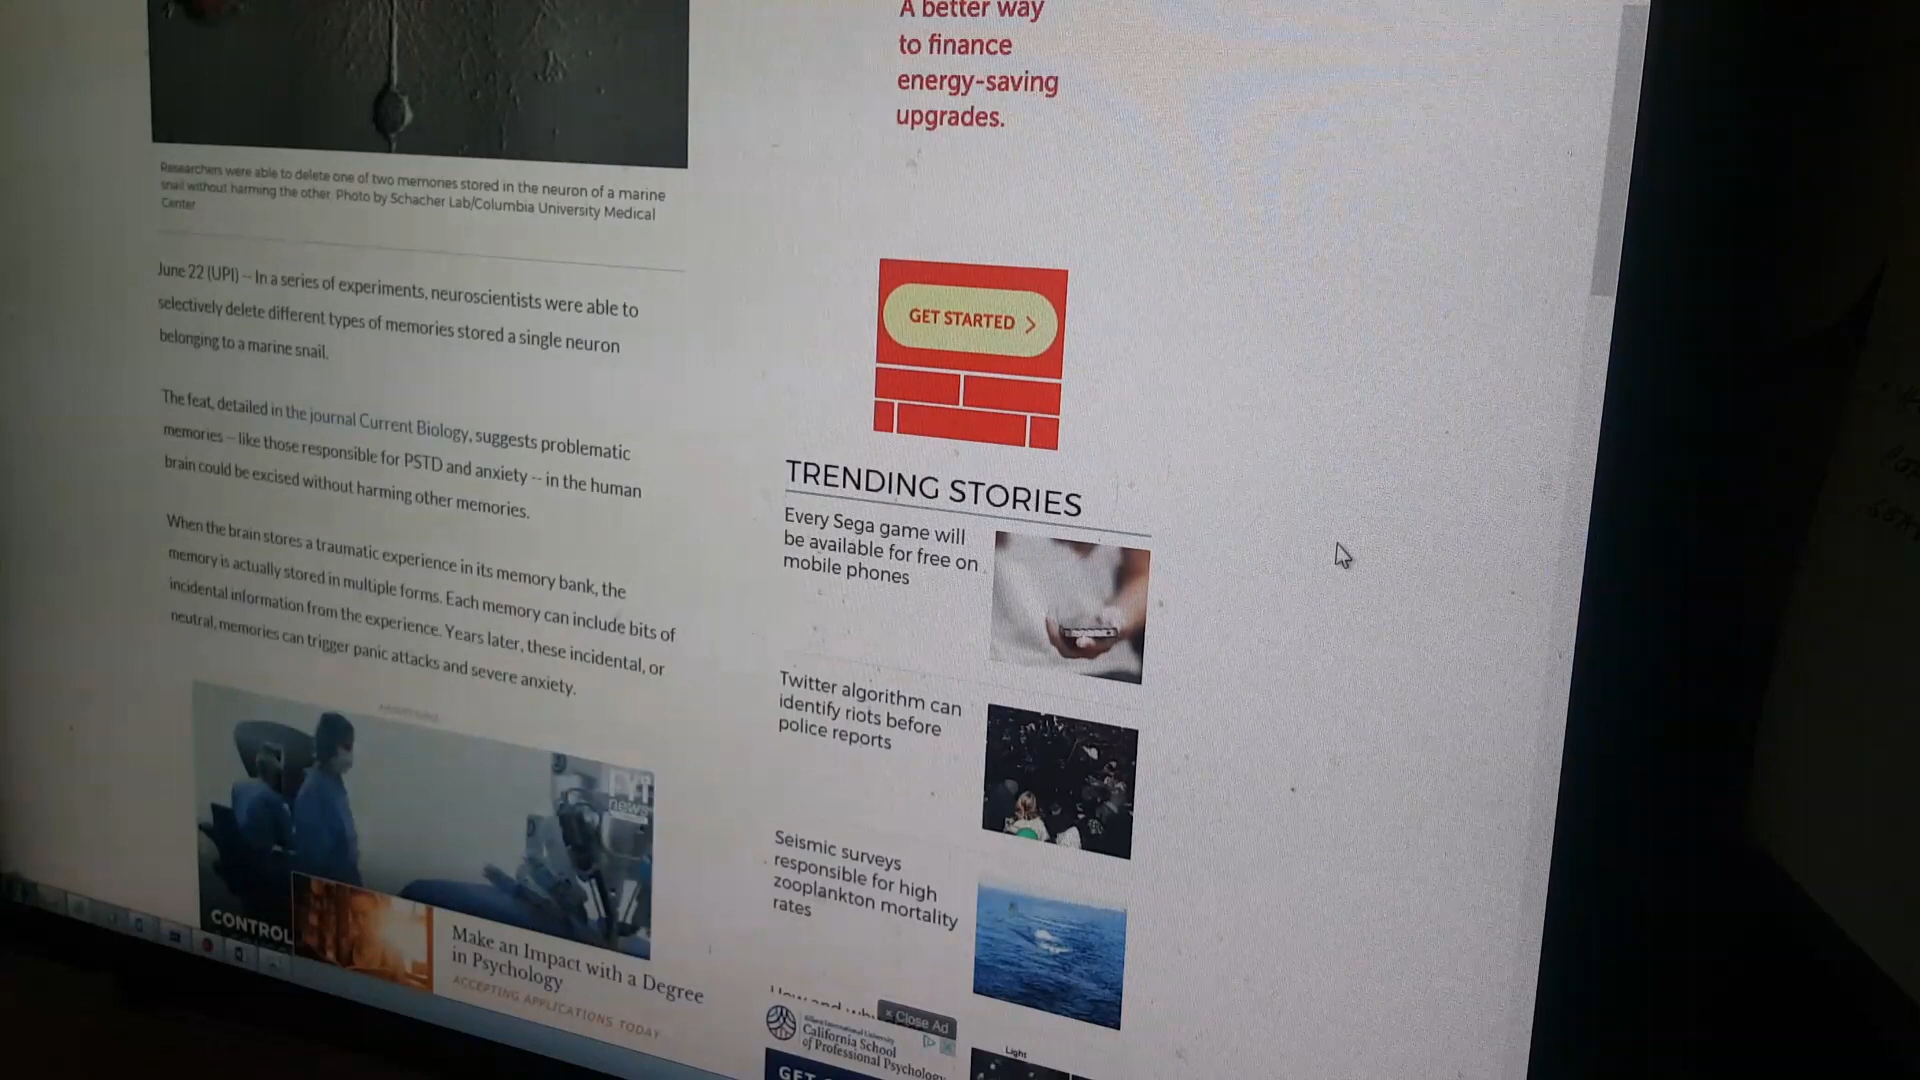 Researchers were able to delete one of two memories stored in the neuron of a marine
snail without harming the other. Photo by Schacher Lab/Columbia University Medical
Center
June 22 (UPI) -- In a series of experiments, neuroscientists were able to
selectively delete different types of memories stored a single neuron
belonging to a marine snail.
The feat, detailed in the journal Current Biology, suggests problematic
memories -- like those responsible for PSTD and anxiety -- in the human
brain could be excised without harming other memories.
When the brain stores a traumatic experience in its memory bank, the
memory is actually stored in multiple forms. Each memory can include bits of
incidental information from the experience. Years later, these incidental, or
neutral, memories can trigger panic attacks and severe anxiety.
news
CONTROL
Make an Impact with a Degree
in Psychology
ACCEPTING APPLICATIONS TODAY
A better way
to finance
energy-saving
upgrades.
GET STARTED >
TRENDING STORIES
Every Sega game will
be available for free on
mobile phones
Twitter algorithm can
identify riots before
police reports
Seismic surveys
responsible for high
zooplankton mortality
rates
× Close Ad
California School
of Professional Psychology
GET
Light